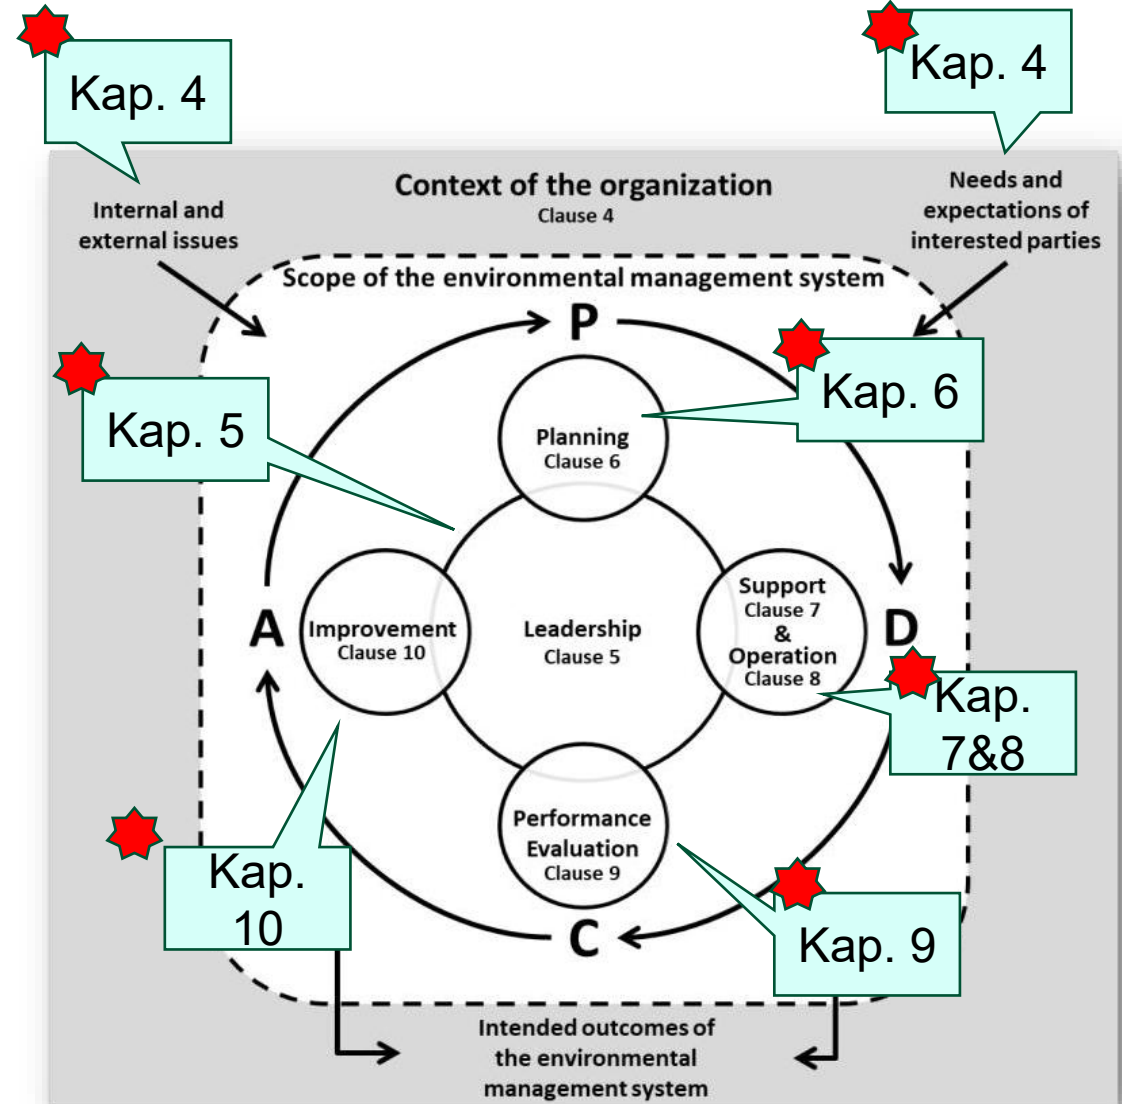 Kap. 4
Kap. 4
Context of the organization
Clause 4
Internal and
external issues
Needs and
expectations of
interested parties
Scope of the environmental management system
P
Kap. 6
Kap. 5
Planning
Clause 6
A
Improvement
Clause 10
Leadership
Clause 5
Support
Clause 7
&
Operation
Clause 8
D
Kap.
7&8
Performance
Evaluation
Clause 9
Kap.
10
C
Kap. 9
Intended outcomes of
the environmental
management system